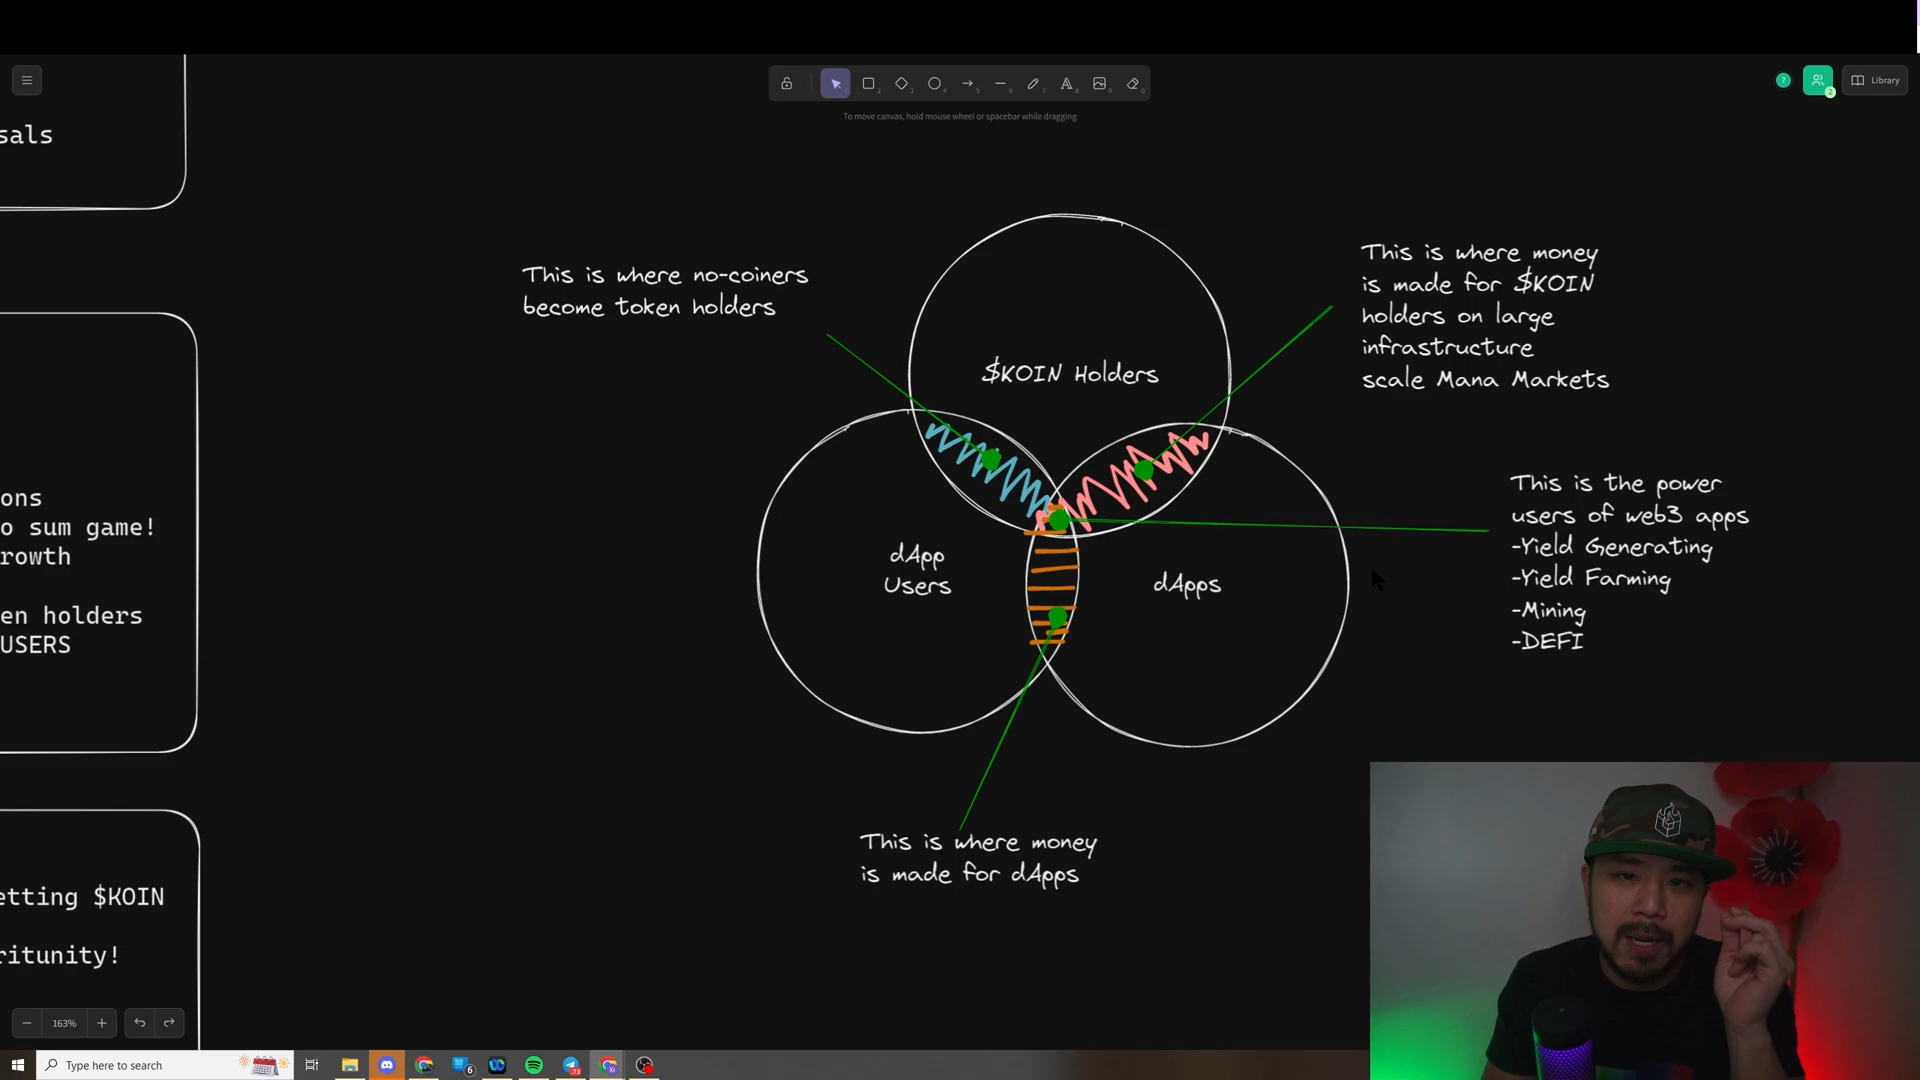 Library
To move canvas, hold mouse wheel or spacebar while dragging
sals
This is where no-coiners
become token holders
This is where money
is made for $KOIN
holders on large
infrastructure
scale Mana Markets
$KOIN Holders
This is the power
users of web3 apps
-Yield Generating
-Yield Farming
-Mining
-DEFI
dApp
Users
dApps
ons
o sum game!
rowth
en holders
USERS
This is where money
is made for dApps
etting $KOIN
ritunity!
163%
Type here to search
6